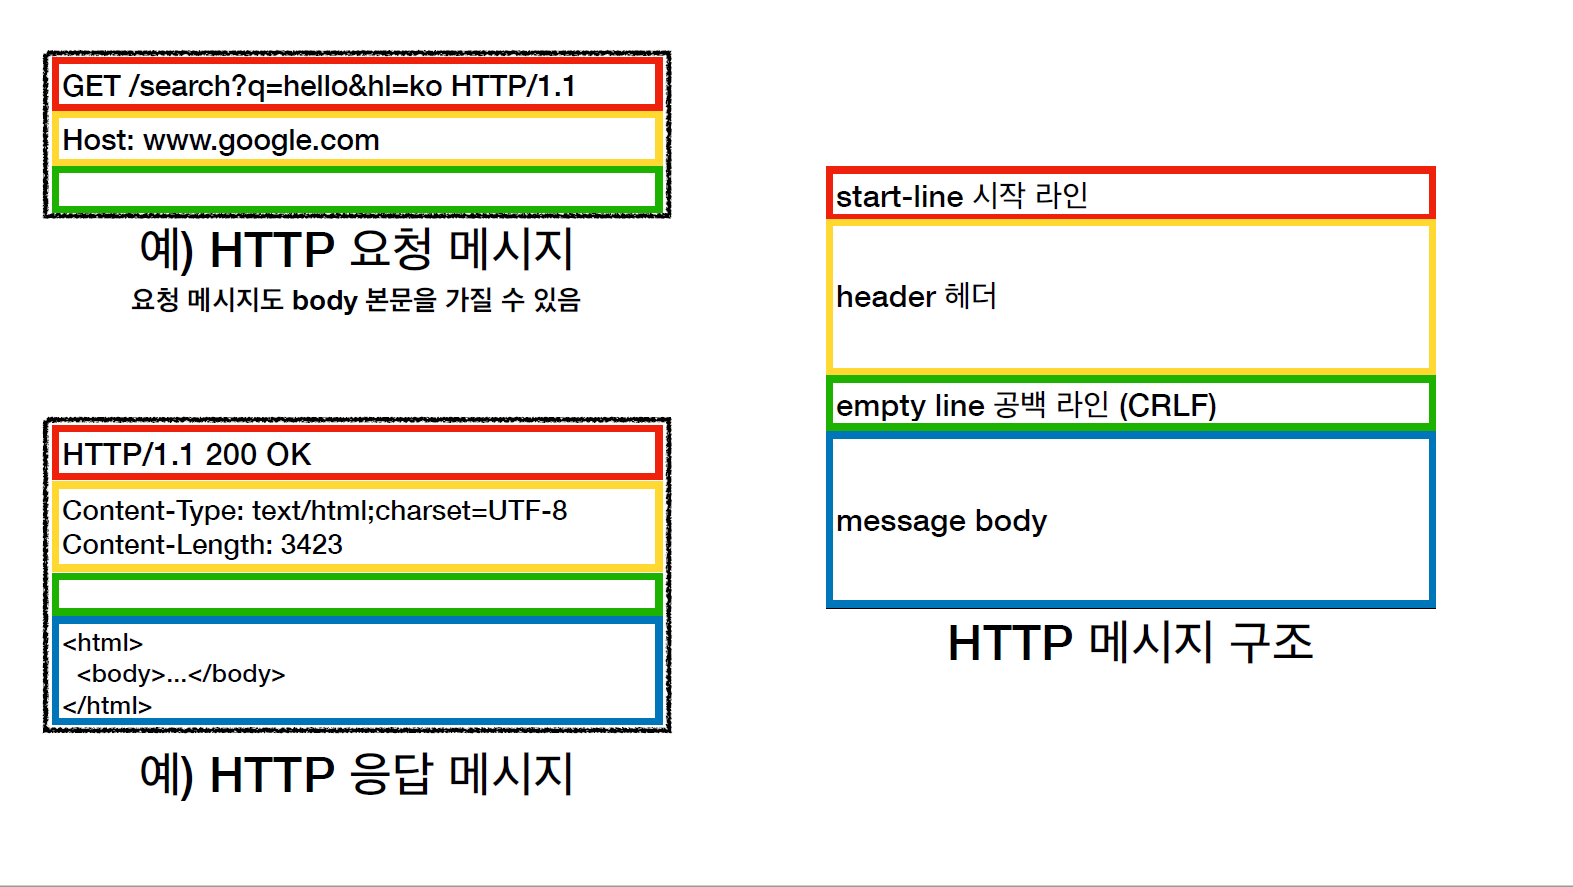 GET /search?q=hello&hl=ko HTTP/1.1
Host: www.google.com
예) HTTP 요청 메시지
요청 메시지도 body 본문을 가질 수 있음
HTTP/1.1 200 OK
Content-Type: text/html;charset=UTF-8
Content-Length: 3423
<html>
<body>...</body>
</html>
예) HTTP 응답 메시지
start-line 시작 라인
header 헤더
empty line 공백 라인 (CRLF)
message body
HTTP 메시지 구조